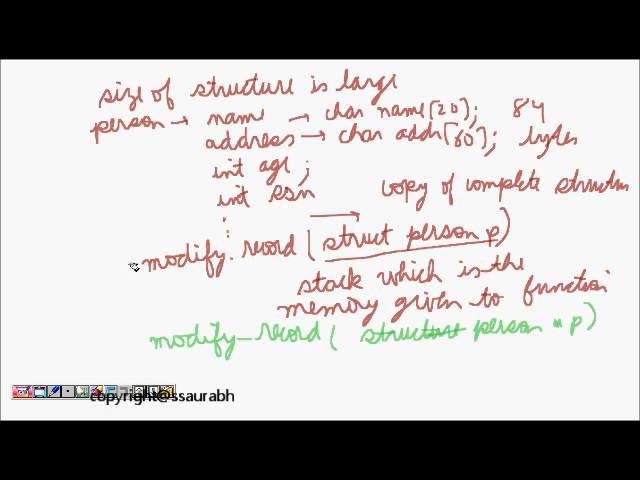 size of structure is large
person → name → char name[20]; 84
address → char addr[60]; bytes
int age;
int ssn copy of complete structure
modify_record (struct person p)
stack which is the
memory given to function
modify_record ( structure person * p)
copyright@ssaurabh